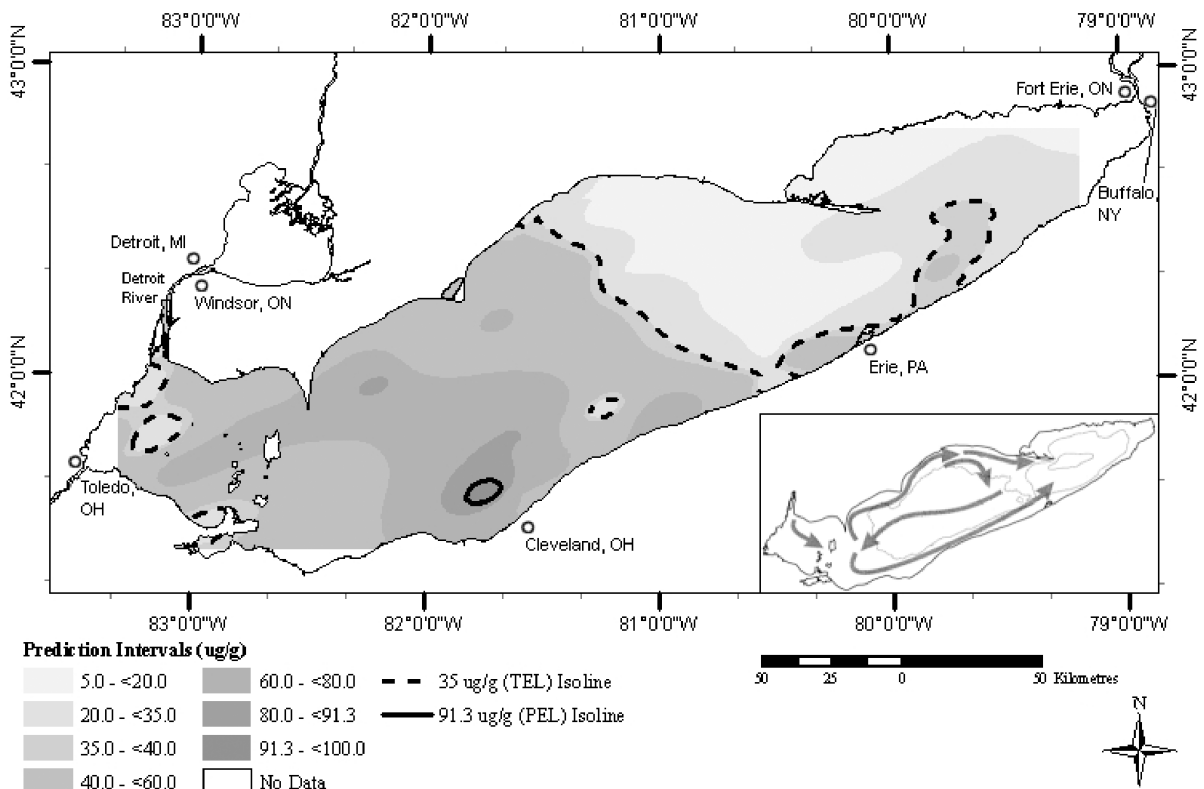 83°0'0"W 82°0'0"W 81°0'0"W 80°0'0"W 79°0'0"W
43°0'0"N
43°0'0"N
42°0'0"N
42°0'0"N
Fort Erie, ON
Buffalo,
NY
Detroit, MI
Detroit
River
Windsor, ON
Erie, PA
Toledo,
OH
Cleveland, OH
83°0'0"W 82°0'0"W 81°0'0"W 80°0'0"W 79°0'0"W
Prediction Intervals (ug/g)
5.0 - <20.0
20.0 - <35.0
35.0 - <40.0
40.0 - <60.0
60.0 - <80.0
80.0 - <91.3
91.3 - <100.0
No Data
35 ug/g (TEL) Isoline
91.3 ug/g (PEL) Isoline
50 25 0 50 Kilometres
N